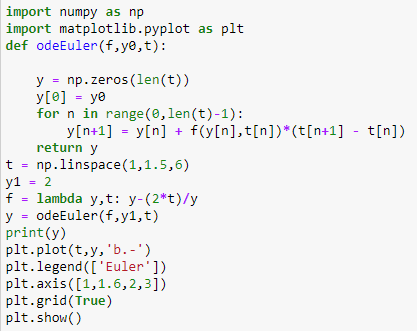 import numpy as np
import matplotlib.pyplot as plt
def odeEuler(f,y0,t):
    y = np.zeros(len(t))
    y[0] = y0
    for n in range(0,len(t)-1):
        y[n+1] = y[n] + f(y[n],t[n])*(t[n+1] - t[n])
    return y
t = np.linspace(1,1.5,6)
y1 = 2
f = lambda y,t: y-(2*t)/y
y = odeEuler(f,y1,t)
print(y)
plt.plot(t,y,'b.-')
plt.legend(['Euler'])
plt.axis([1,1.6,2,3])
plt.grid(True)
plt.show()